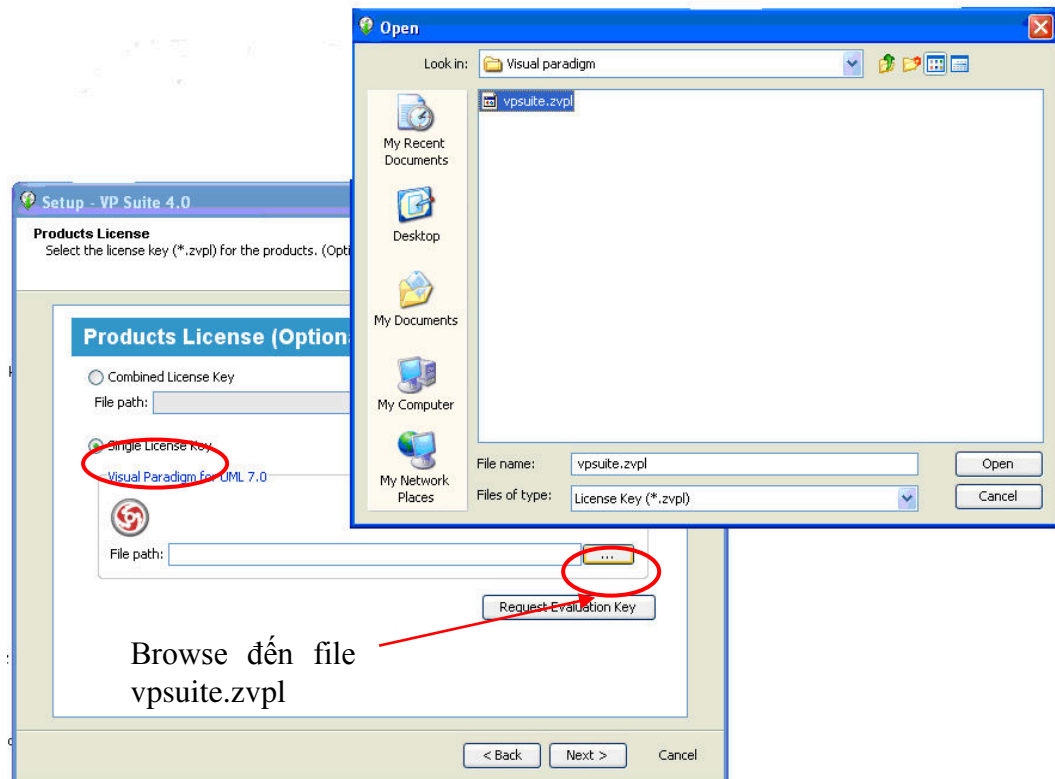 Open
Look in:
Visual paradigm
vpsuite.zvpl
My Recent
Documents
Desktop
My Documents
My Computer
My Network
Places
File name:
vpsuite.zvpl
Open
Files of type:
License Key (*.zvpl)
Cancel
Setup - VP Suite 4.0
Products License
Select the license key (*.zvpl) for the products. (Opti
Products License (Option
Combined License Key
File path:
Single License Key
Visual Paradigm for UML 7.0
File path:
...
Request Evaluation Key
Browse đến file
vpsuite.zvpl
< Back
Next >
Cancel